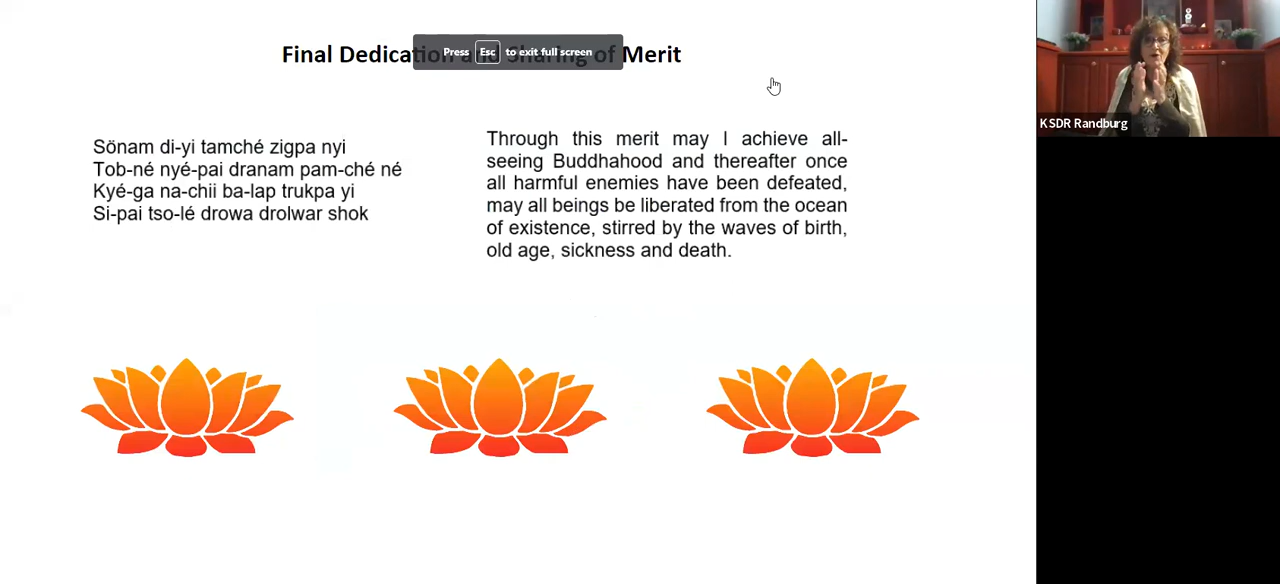 Final Dedication and Sharing of Merit
Press Esc to exit full screen
KSDR Randburg
Sönam di-yi tamché zigpa nyi
Tob-né nyé-pai dranam pam-ché né
Kyé-ga na-chii ba-lap trukpa yi
Si-pai tso-lé drowa drolwar shok
Through this merit may I achieve all-
seeing Buddhahood and thereafter once
all harmful enemies have been defeated,
may all beings be liberated from the ocean
of existence, stirred by the waves of birth,
old age, sickness and death.